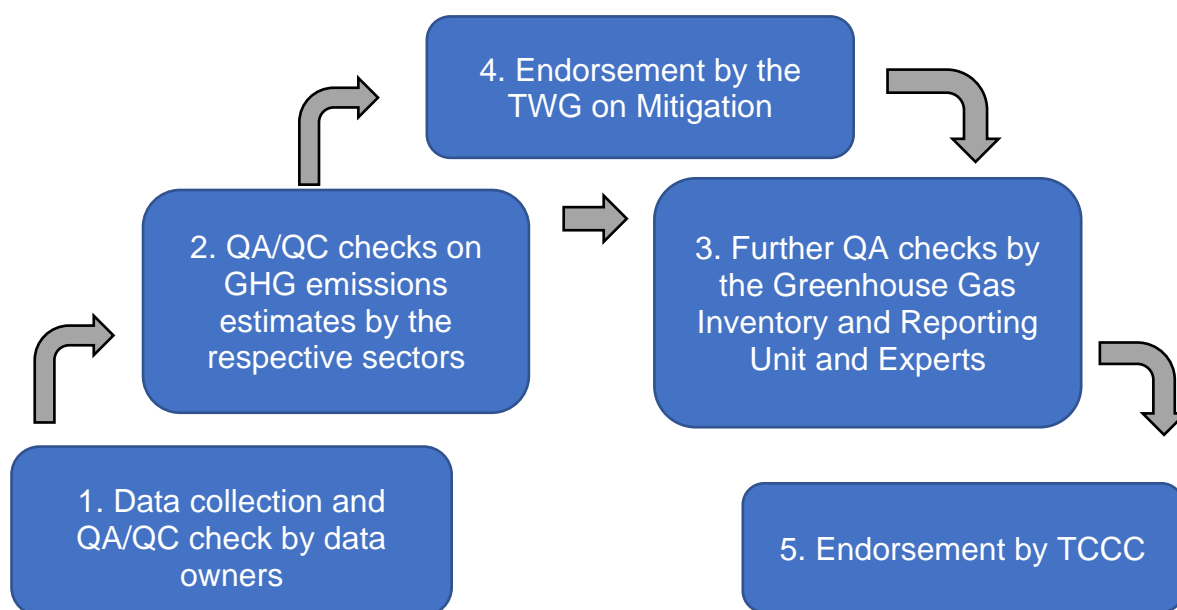 4. Endorsement by the
TWG on Mitigation
2. QA/QC checks on
GHG emissions
estimates by the
respective sectors
3. Further QA checks by
the Greenhouse Gas
Inventory and Reporting
Unit and Experts
1. Data collection and
QA/QC check by data
owners
5. Endorsement by TCCC